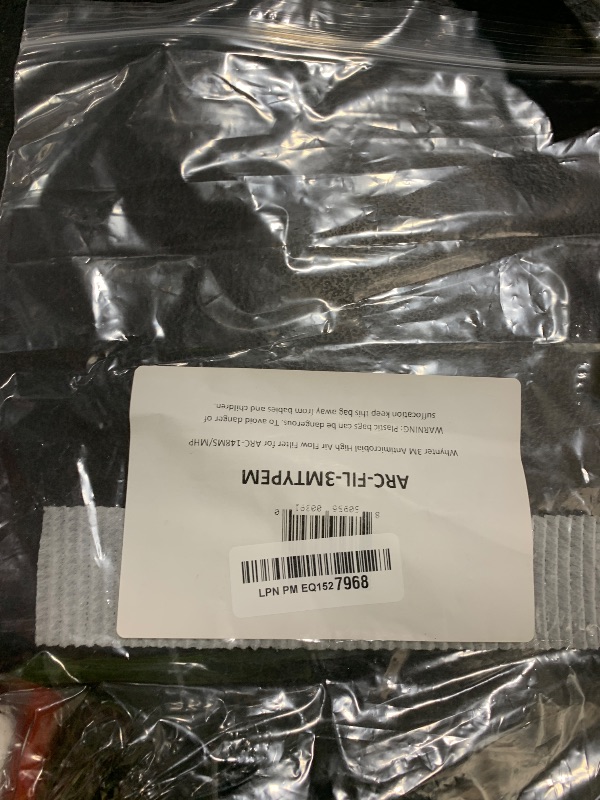 ARC-FIL-3MTYPEM
Whynter 3M Antimicrobial High Air Flow Filter for ARC-148MS/MHP
WARNING: Plastic bags can be dangerous. To avoid danger of
suffocation keep this bag away from babies and children.
LPN PM EQ1527968